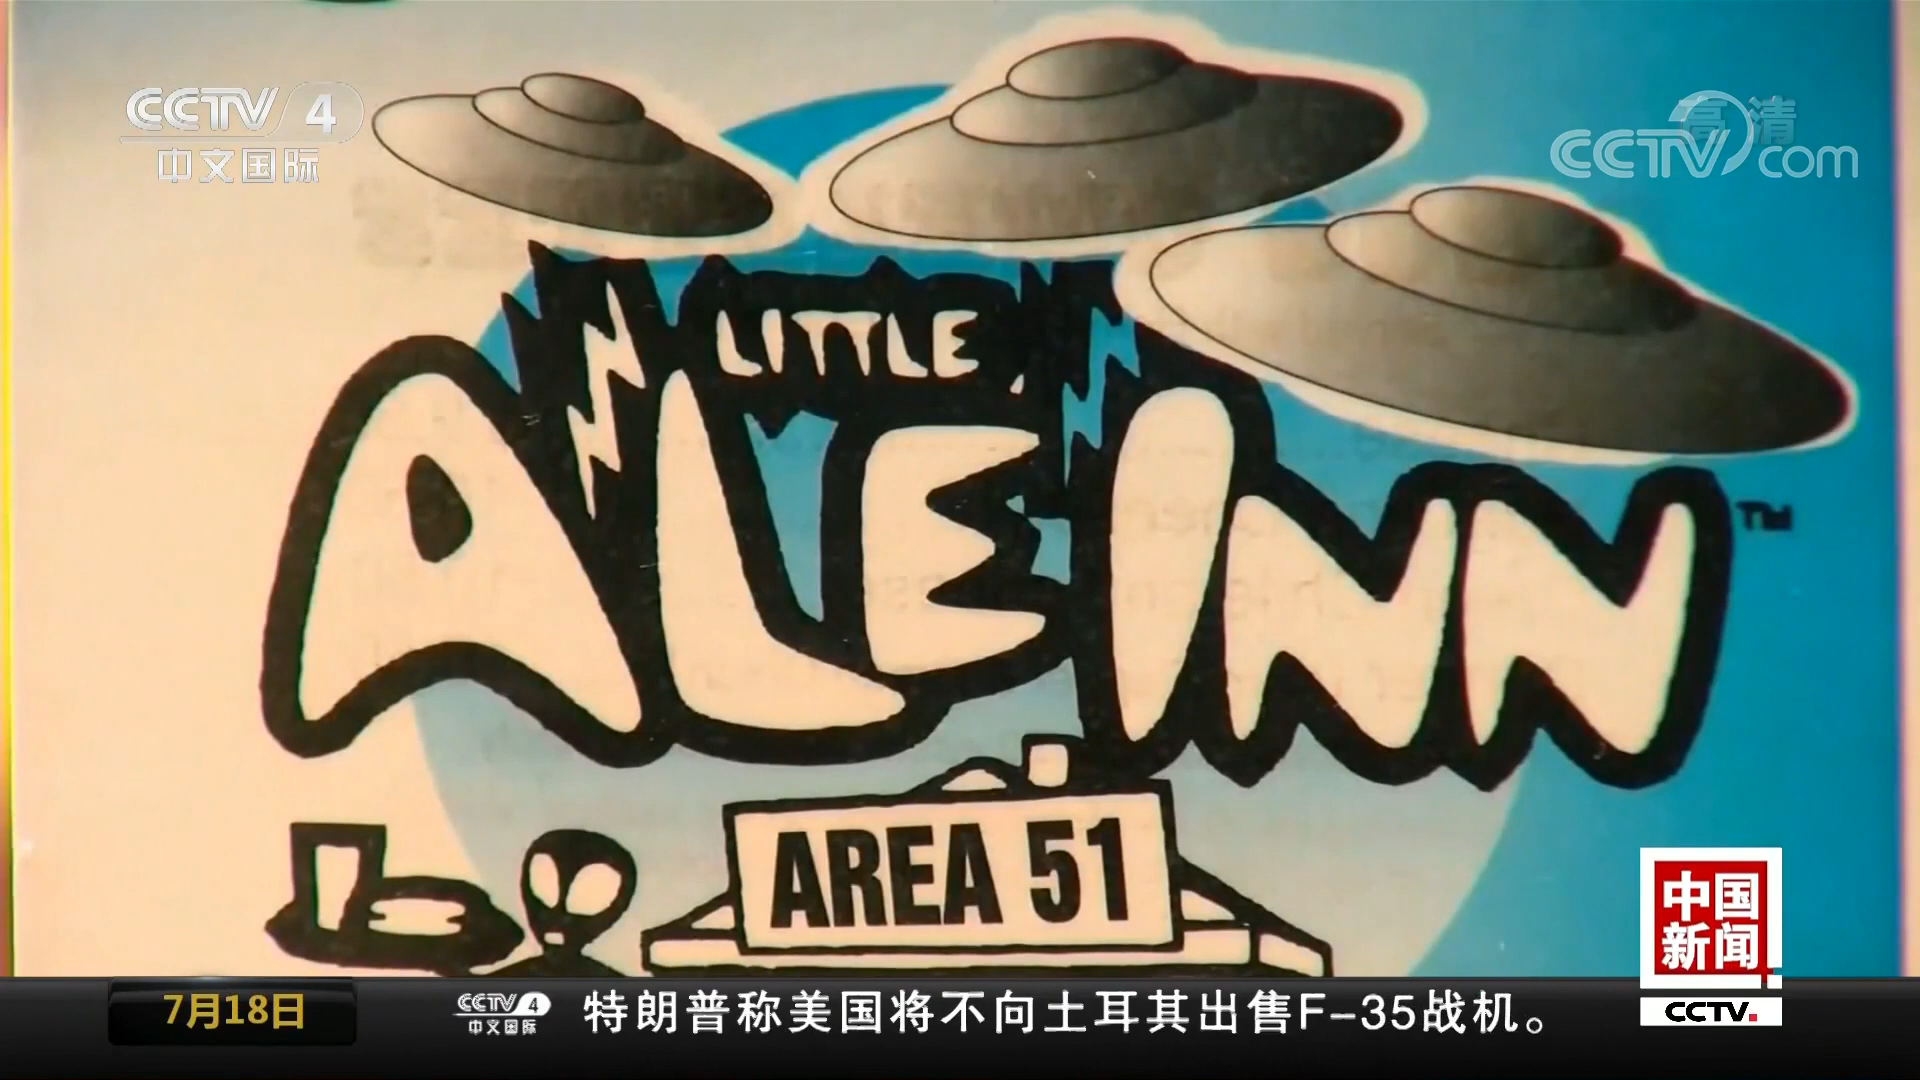 CCTV 4
中文国际
高清
CCTV.com
LITTLE
ALE INN
TM
AREA 51
中国
新闻
CCTV.
7月18日
CCTV 4
中文国际
特朗普称美国将不向土耳其出售F-35战机。